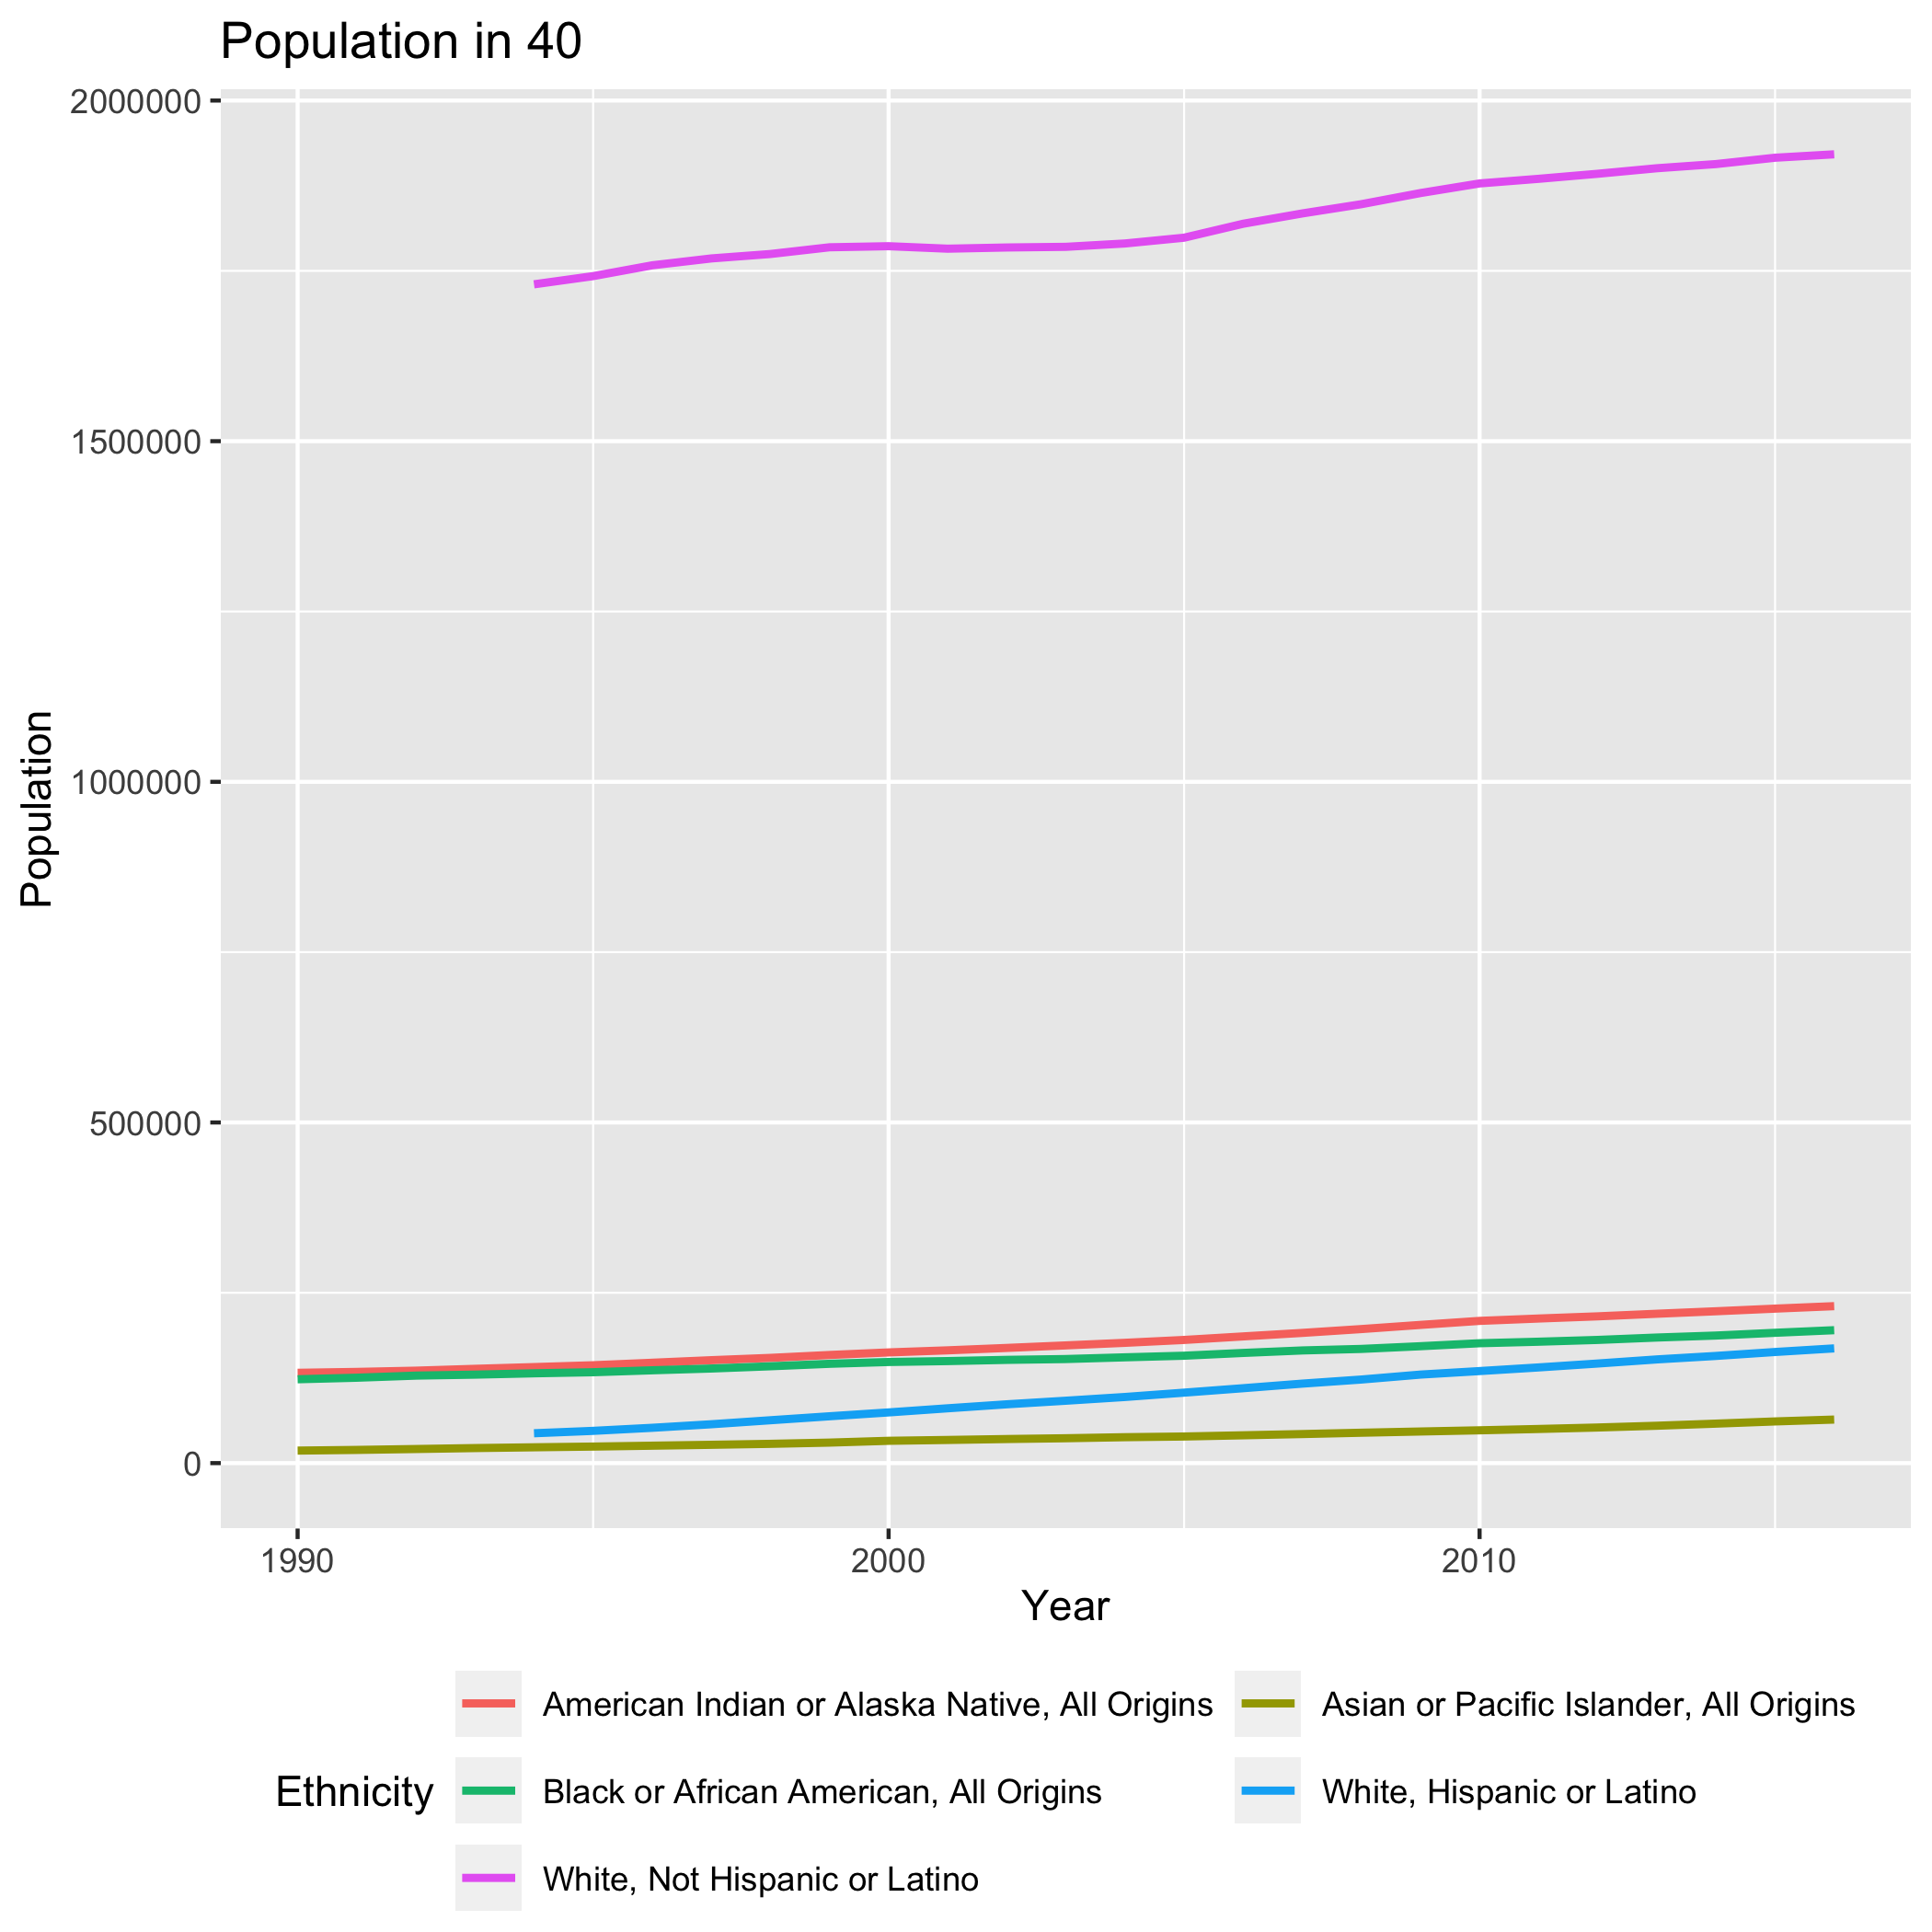 Population in 40
2000000
1500000
1000000
500000
0
Population
1990 2000 2010
Year
Ethnicity
American Indian or Alaska Native, All Origins
Asian or Pacific Islander, All Origins
Black or African American, All Origins
White, Hispanic or Latino
White, Not Hispanic or Latino